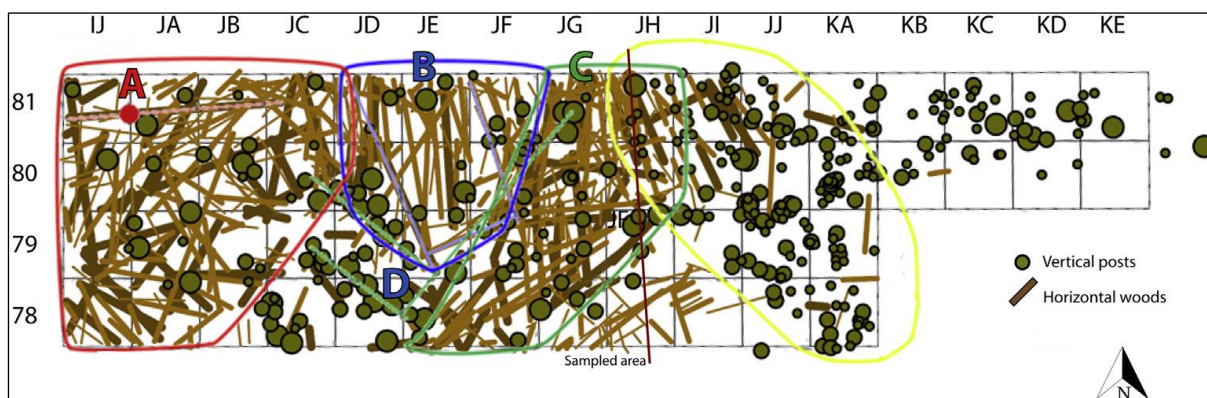 IJ JA JB JC JD JE JF JG JH JI JJ KA KB KC KD KE
A B C
81
80
79
JF
D
78
Vertical posts
Horizontal woods
Sampled area
N